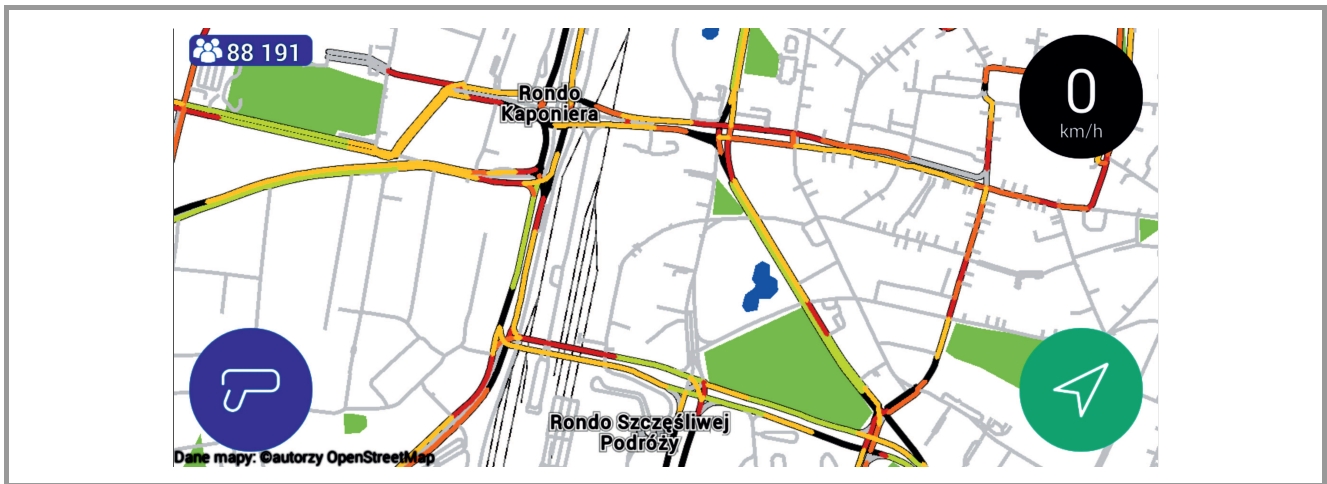 88 191
Rondo
Kaponiera
0
km/h
Rondo Szczęśliwej
Podróży
Dane mapy: ©autorzy OpenStreetMap